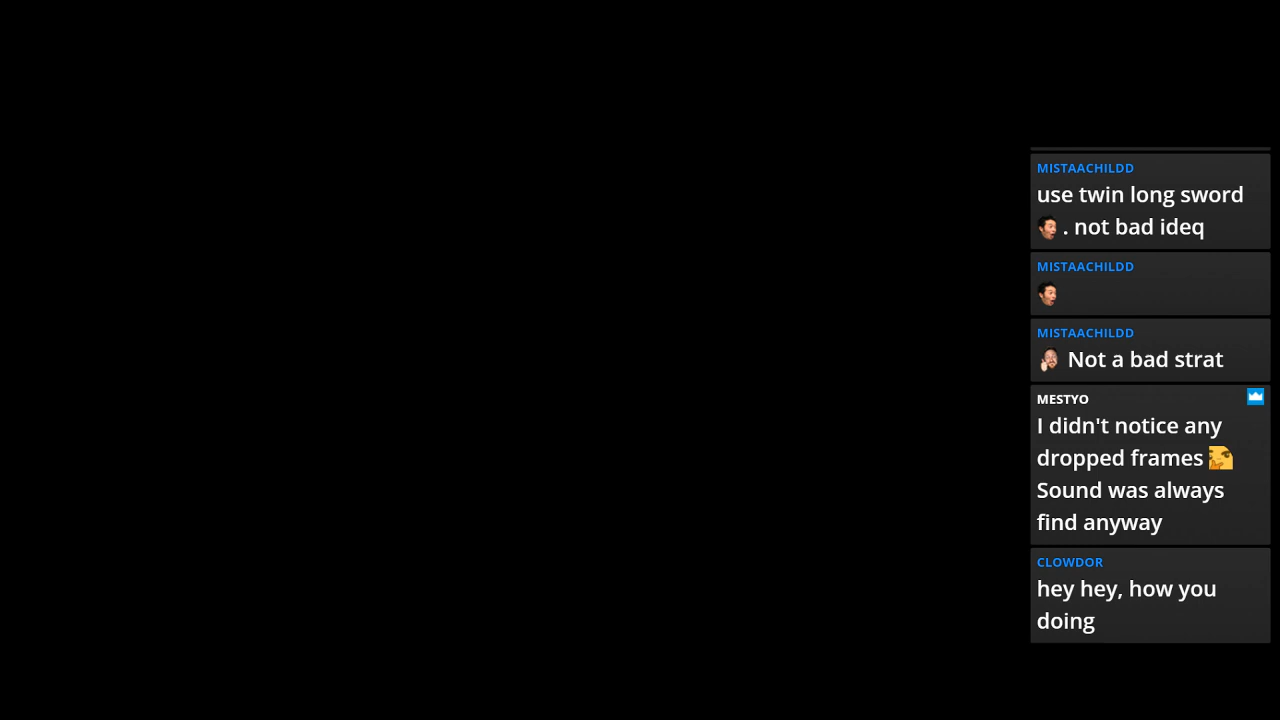 MISTAACHILDD
use twin long sword
. not bad ideq
MISTAACHILDD
MISTAACHILDD
Not a bad strat
MESTYO
I didn't notice any
dropped frames
Sound was always
find anyway
CLOWDOR
hey hey, how you
doing